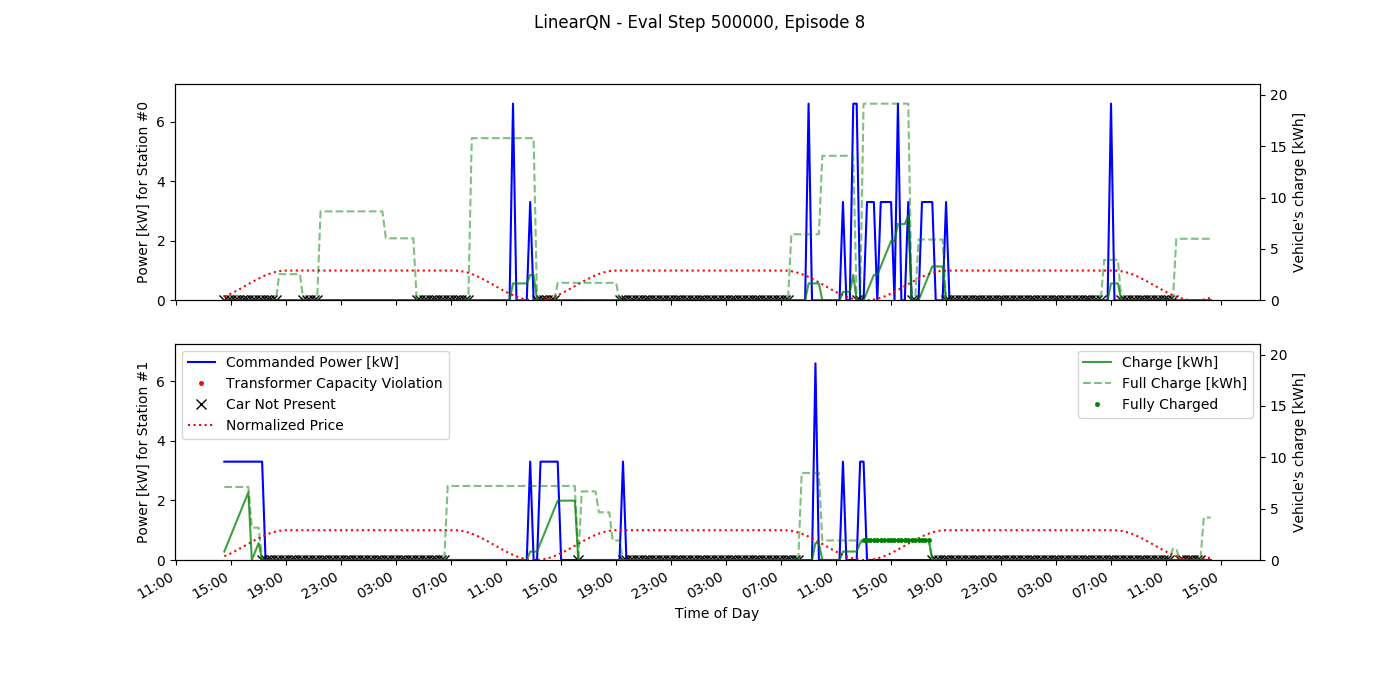 LinearQN - Eval Step 500000, Episode 8
Power [kW] for Station #0
6
4
2
0
20
15
10
5
0
Vehicle's charge [kWh]
Power [kW] for Station #1
6
4
2
0
Commanded Power [kW]
Transformer Capacity Violation
Car Not Present
Normalized Price
Charge [kWh]
Full Charge [kWh]
Fully Charged
20
15
10
5
0
Vehicle's charge [kWh]
11:00 15:00 19:00 23:00 03:00 07:00 11:00 15:00 19:00 23:00 03:00 07:00 11:00 15:00 19:00 23:00 03:00 07:00 11:00 15:00
Time of Day